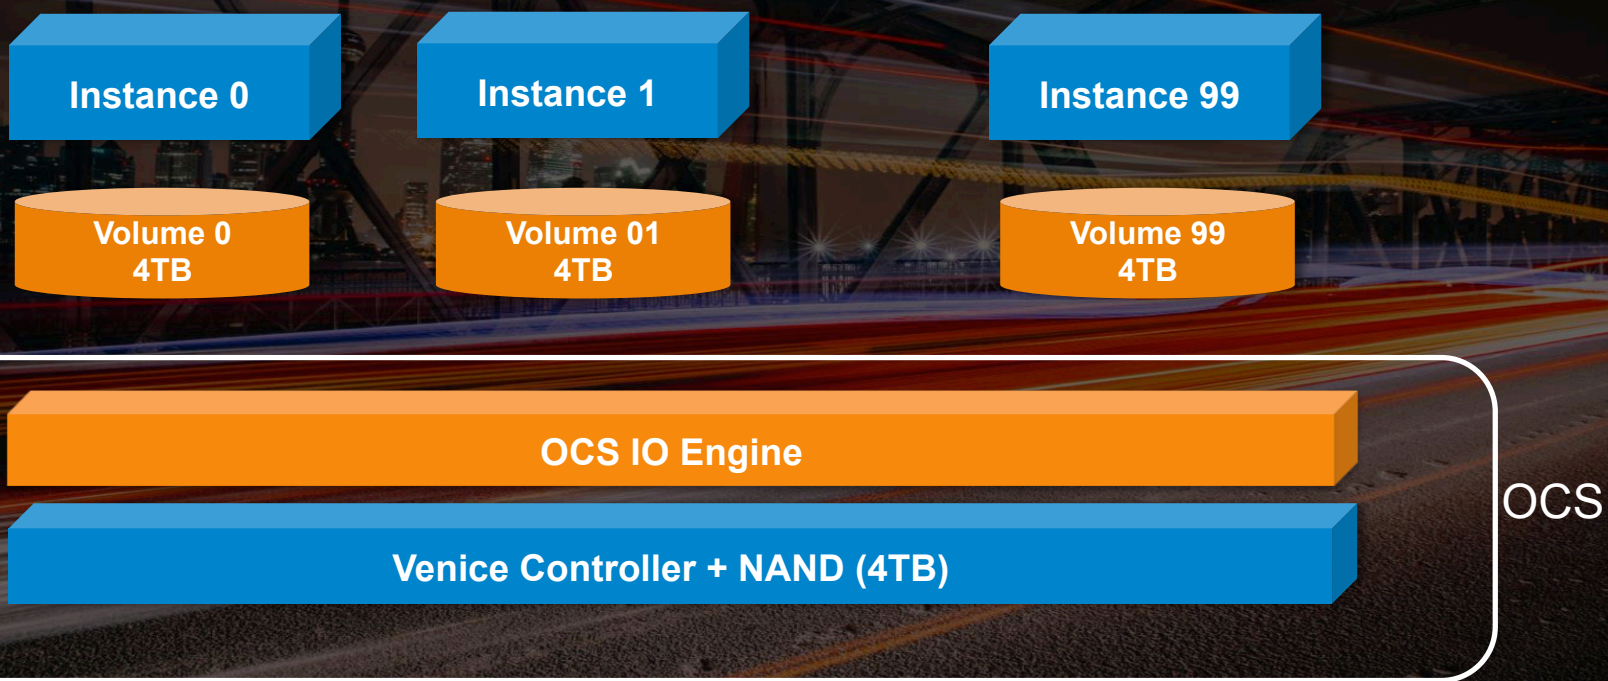 Instance 0
Instance 1
Instance 99
Volume 0
4TB
Volume 01
4TB
Volume 99
4TB
OCS IO Engine
OCS
Venice Controller + NAND (4TB)